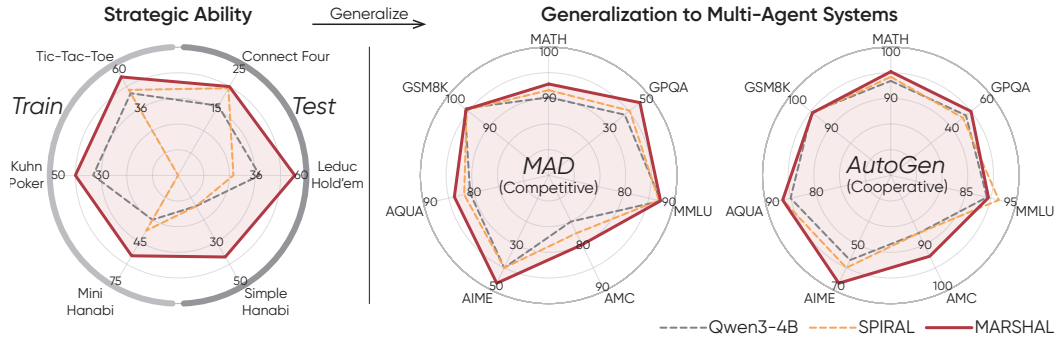 Strategic Ability
Generalize
Generalization to Multi-Agent Systems
Tic-Tac-Toe
Connect Four
60
25
Train
36
15
Test
Kuhn
Poker
50
30
36
60
Leduc
Hold'em
45
30
75
50
Mini
Hanabi
Simple
Hanabi
MATH
100
GSM8K
100
GPQA
50
90
90
30
MAD
(Competitive)
80
80
AQUA
90
90
MMLU
30
80
50
90
AIME
AMC
MATH
100
GSM8K
100
GPQA
60
90
90
40
AutoGen
(Cooperative)
80
85
AQUA
90
95
MMLU
50
90
70
100
AIME
AMC
Qwen3-4B
SPIRAL
MARSHAL